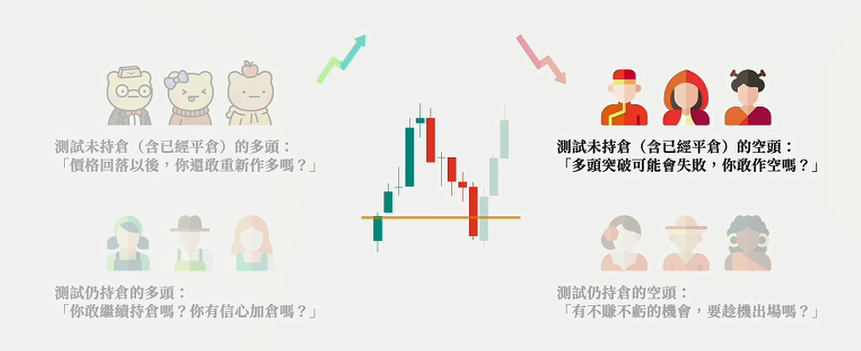 測試未持倉（含已經平倉）的多頭：
「價格回落以後，你還敢重新作多嗎？」
測試未持倉（含已經平倉）的空頭：
「多頭突破可能會失敗，你敢作空嗎？」
測試仍持倉的多頭：
「你敢繼續持倉嗎？你有信心加倉嗎？」
測試仍持倉的空頭：
「有不賺不虧的機會，要趁機出場嗎？」